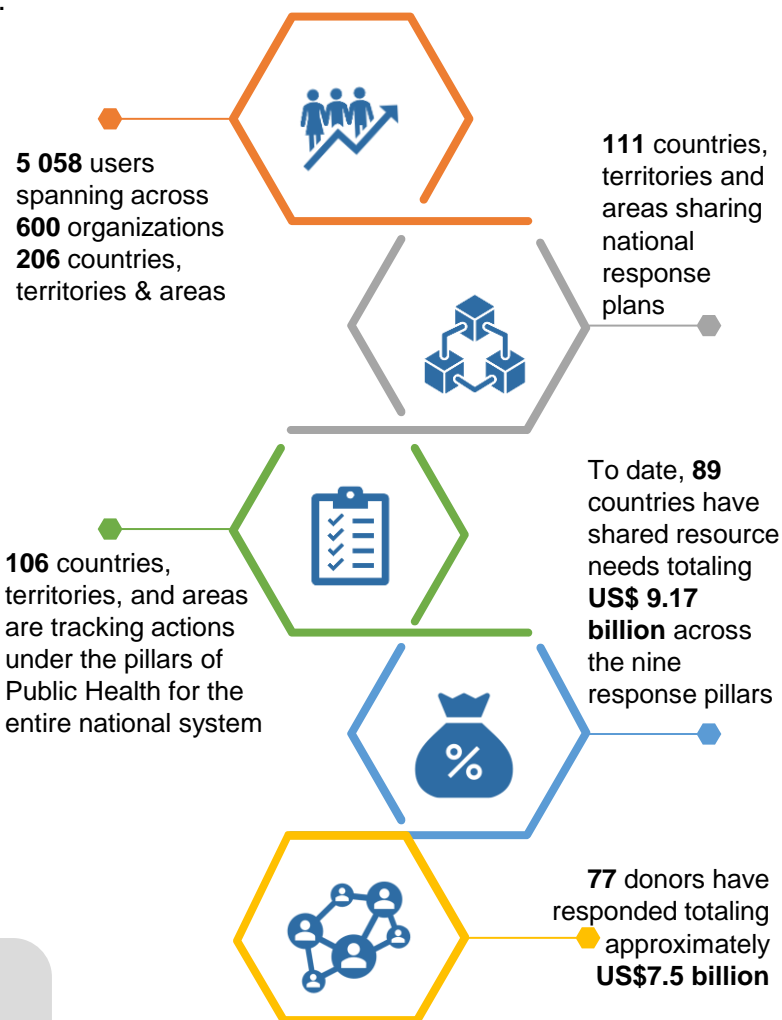 .
5 058 users
spanning across
600 organizations
206 countries,
territories & areas
111 countries,
territories and
areas sharing
national
response
plans
106 countries,
territories, and areas
are tracking actions
under the pillars of
Public Health for the
entire national system
To date, 89
countries have
shared resource
needs totaling
US$ 9.17
billion across
the nine
response pillars
%
77 donors have
responded totaling
approximately
US$7.5 billion